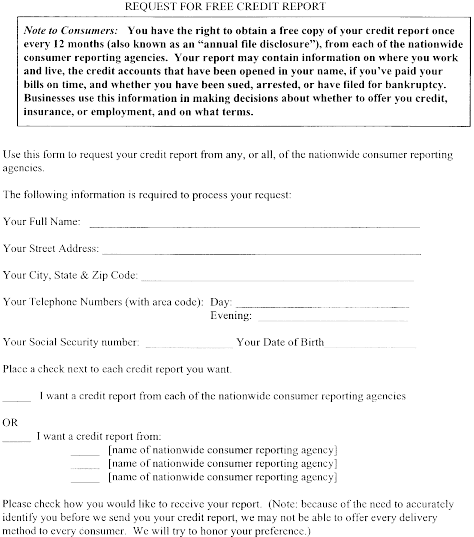 REQUEST FOR FREE CREDIT REPORT
Note to Consumers: You have the right to obtain a free copy of your credit report once
every 12 months (also known as an "annual file disclosure"), from each of the nationwide
consumer reporting agencies. Your report may contain information on where you work
and live, the credit accounts that have been opened in your name, if you've paid your
bills on time, and whether you have been sued, arrested, or have filed for bankruptcy.
Businesses use this information in making decisions about whether to offer you credit,
insurance, or employment, and on what terms.
Use this form to request your credit report from any, or all, of the nationwide consumer reporting
agencies.
The following information is required to process your request:
Your Full Name:
Your Street Address:
Your City, State & Zip Code:
Your Telephone Numbers (with area code): Day:
Evening:
Your Social Security number: Your Date of Birth
Place a check next to each credit report you want.
I want a credit report from each of the nationwide consumer reporting agencies
OR
I want a credit report from:
[name of nationwide consumer reporting agency]
[name of nationwide consumer reporting agency]
[name of nationwide consumer reporting agency]
Please check how you would like to receive your report. (Note: because of the need to accurately
identify you before we send you your credit report, we may not be able to offer every delivery
method to every consumer. We will try to honor your preference.)